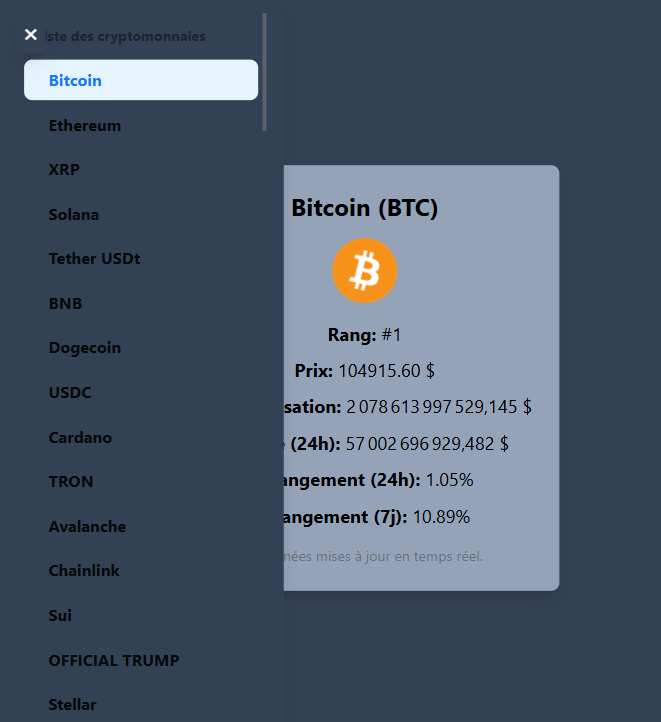 ✕ iste des cryptomonnaies
Bitcoin
Ethereum
XRP
Solana
Tether USDt
BNB
Dogecoin
USDC
Cardano
TRON
Avalanche
Chainlink
Sui
OFFICIAL TRUMP
Stellar
Bitcoin (BTC)
Rang: #1
Prix: 104915.60 $
sation: 2 078 613 997 529,145 $
(24h): 57 002 696 929,482 $
angement (24h): 1.05%
angement (7j): 10.89%
nées mises à jour en temps réel.